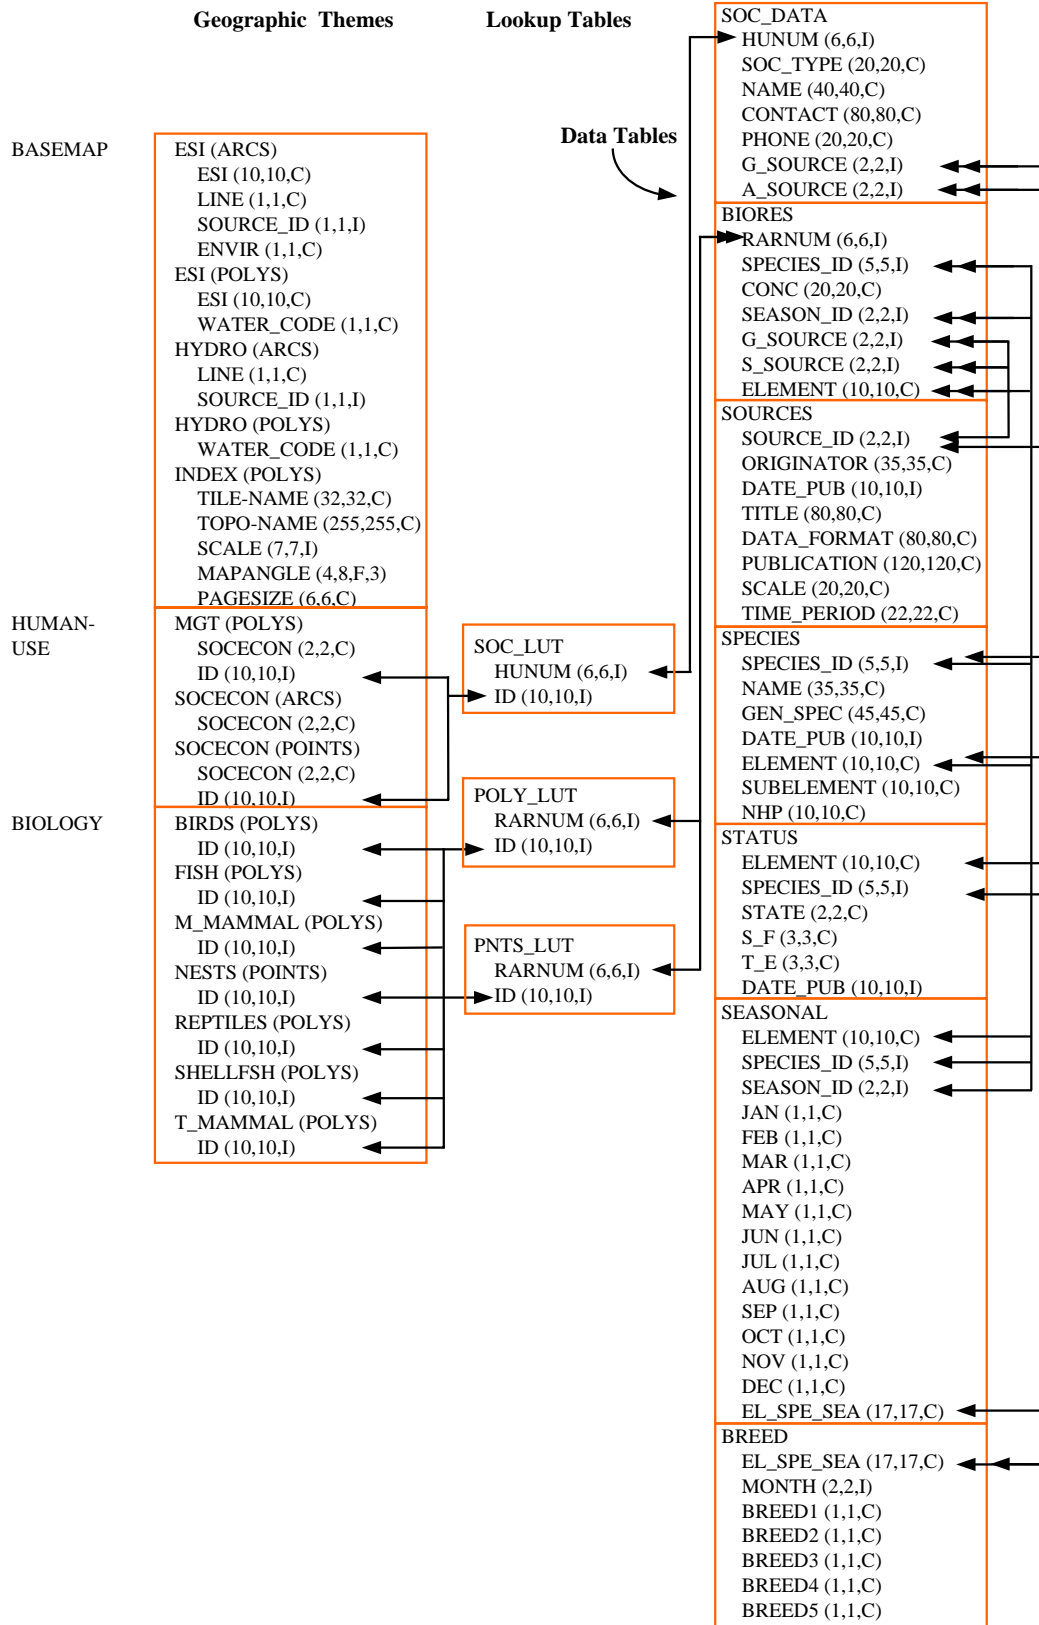 Geographic Themes
BASEMAP
ESI (ARCS)
ESI (10,10,C)
LINE (1,1,C)
SOURCE_ID (1,1,I)
ENVIR (1,1,C)
ESI (POLYS)
ESI (10,10,C)
WATER_CODE (1,1,C)
HYDRO (ARCS)
LINE (1,1,C)
SOURCE_ID (1,1,I)
HYDRO (POLYS)
WATER_CODE (1,1,C)
INDEX (POLYS)
TILE-NAME (32,32,C)
TOPO-NAME (255,255,C)
SCALE (7,7,I)
MAPANGLE (4,8,F,3)
PAGESIZE (6,6,C)
HUMAN-
USE
MGT (POLYS)
SOCECON (2,2,C)
ID (10,10,I)
SOCECON (ARCS)
SOCECON (2,2,C)
SOCECON (POINTS)
SOCECON (2,2,C)
ID (10,10,I)
BIOLOGY
BIRDS (POLYS)
ID (10,10,I)
FISH (POLYS)
ID (10,10,I)
M_MAMMAL (POLYS)
ID (10,10,I)
NESTS (POINTS)
ID (10,10,I)
REPTILES (POLYS)
ID (10,10,I)
SHELLFSH (POLYS)
ID (10,10,I)
T_MAMMAL (POLYS)
ID (10,10,I)
Lookup Tables
SOC_LUT
HUNUM (6,6,I)
ID (10,10,I)
POLY_LUT
RARNUM (6,6,I)
ID (10,10,I)
PNTS_LUT
RARNUM (6,6,I)
ID (10,10,I)
Data Tables
SOC_DATA
HUNUM (6,6,I)
SOC_TYPE (20,20,C)
NAME (40,40,C)
CONTACT (80,80,C)
PHONE (20,20,C)
G_SOURCE (2,2,I)
A_SOURCE (2,2,I)
BIORES
RARNUM (6,6,I)
SPECIES_ID (5,5,I)
CONC (20,20,C)
SEASON_ID (2,2,I)
G_SOURCE (2,2,I)
S_SOURCE (2,2,I)
ELEMENT (10,10,C)
SOURCES
SOURCE_ID (2,2,I)
ORIGINATOR (35,35,C)
DATE_PUB (10,10,I)
TITLE (80,80,C)
DATA_FORMAT (80,80,C)
PUBLICATION (120,120,C)
SCALE (20,20,C)
TIME_PERIOD (22,22,C)
SPECIES
SPECIES_ID (5,5,I)
NAME (35,35,C)
GEN_SPEC (45,45,C)
DATE_PUB (10,10,I)
ELEMENT (10,10,C)
SUBELEMENT (10,10,C)
NHP (10,10,C)
STATUS
ELEMENT (10,10,C)
SPECIES_ID (5,5,I)
STATE (2,2,C)
S_F (3,3,C)
T_E (3,3,C)
DATE_PUB (10,10,I)
SEASONAL
ELEMENT (10,10,C)
SPECIES_ID (5,5,I)
SEASON_ID (2,2,I)
JAN (1,1,C)
FEB (1,1,C)
MAR (1,1,C)
APR (1,1,C)
MAY (1,1,C)
JUN (1,1,C)
JUL (1,1,C)
AUG (1,1,C)
SEP (1,1,C)
OCT (1,1,C)
NOV (1,1,C)
DEC (1,1,C)
EL_SPE_SEA (17,17,C)
BREED
EL_SPE_SEA (17,17,C)
MONTH (2,2,I)
BREED1 (1,1,C)
BREED2 (1,1,C)
BREED3 (1,1,C)
BREED4 (1,1,C)
BREED5 (1,1,C)